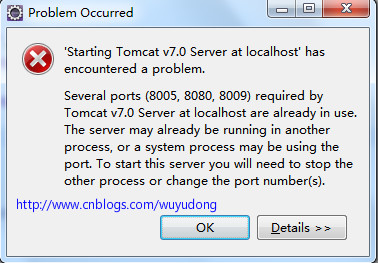 Problem Occurred
'Starting Tomcat v7.0 Server at localhost' has
encountered a problem.
Several ports (8005, 8080, 8009) required by
Tomcat v7.0 Server at localhost are already in use.
The server may already be running in another
process, or a system process may be using the
port. To start this server you will need to stop the
other process or change the port number(s).
http://www.cnblogs.com/wuyudong
OK
Details >>